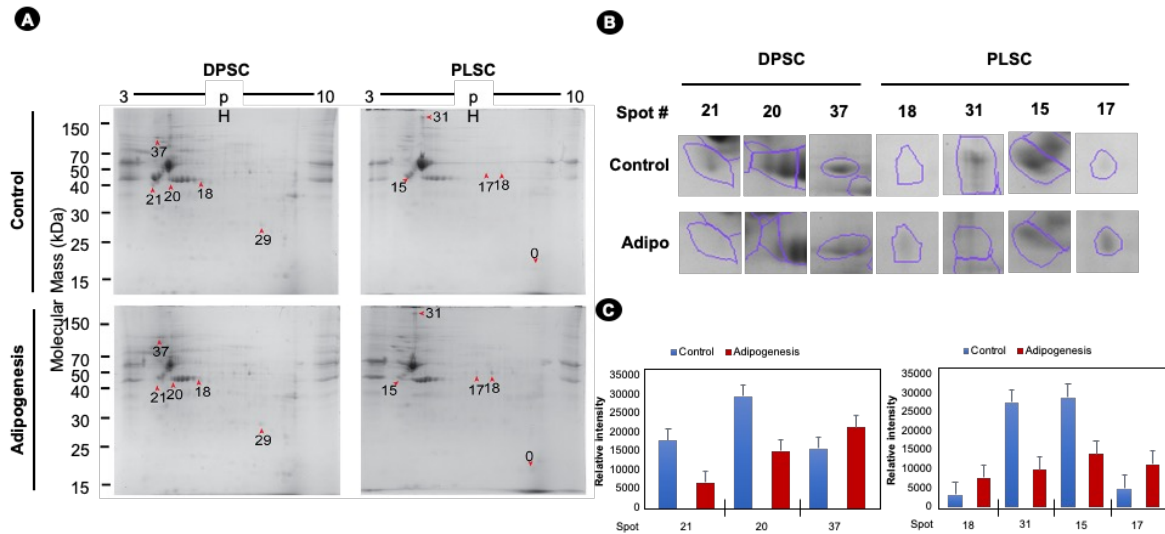 A
DPSC
PLSC
3
p
H
10
3
p
H
10
Control
Adipogenesis
Molecular Mass (kDa)
150
70
50
40
30
25
15
37
21
20
18
29
31
15
17
18
0
150
70
50
40
30
25
15
37
21
20
18
29
31
15
17
18
0
B
DPSC
PLSC
Spot #
21
20
37
18
31
15
17
Control
Adipo
C
Control
Adipogenesis
Relative intensity
35000
30000
25000
20000
15000
10000
5000
0
Spot
21
20
37
Control
Adipogenesis
Relative intensity
35000
30000
25000
20000
15000
10000
5000
0
Spot
18
31
15
17